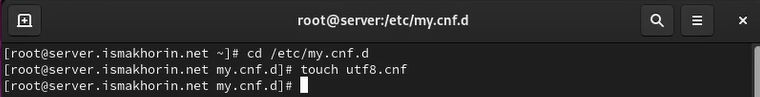 root@server:/etc/my.cnf.d
[root@server.ismakhorin.net ~]# cd /etc/my.cnf.d
[root@server.ismakhorin.net my.cnf.d]# touch utf8.cnf
[root@server.ismakhorin.net my.cnf.d]#